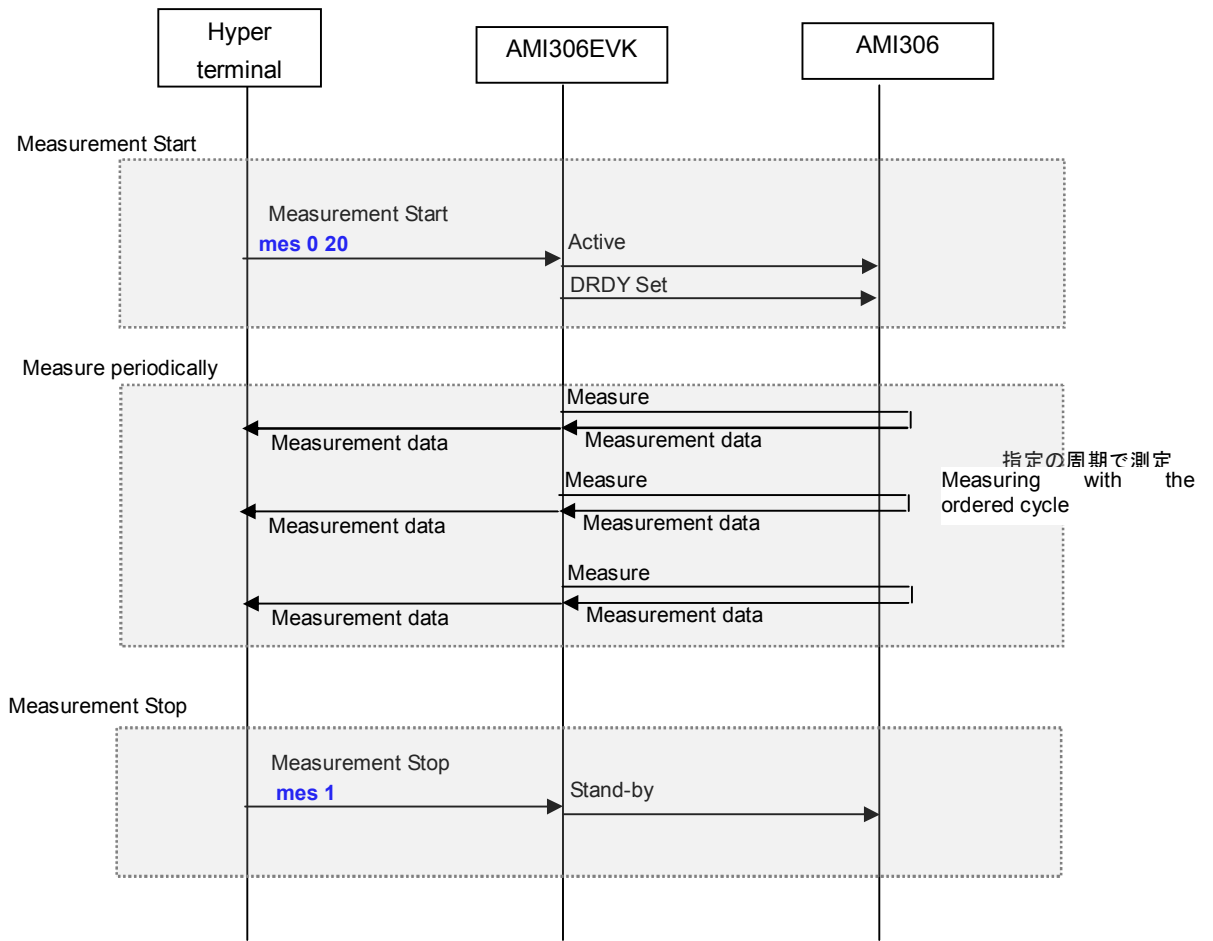 Hyper
terminal
AMI306EVK
AMI306
Measurement Start
Measurement Start
mes 0 20
Active
DRDY Set
Measure periodically
Measure
Measurement data
Measurement data
指定の周期で測定
Measuring with the
ordered cycle
Measure
Measurement data
Measurement data
Measure
Measurement data
Measurement data
Measurement Stop
Measurement Stop
mes 1
Stand-by